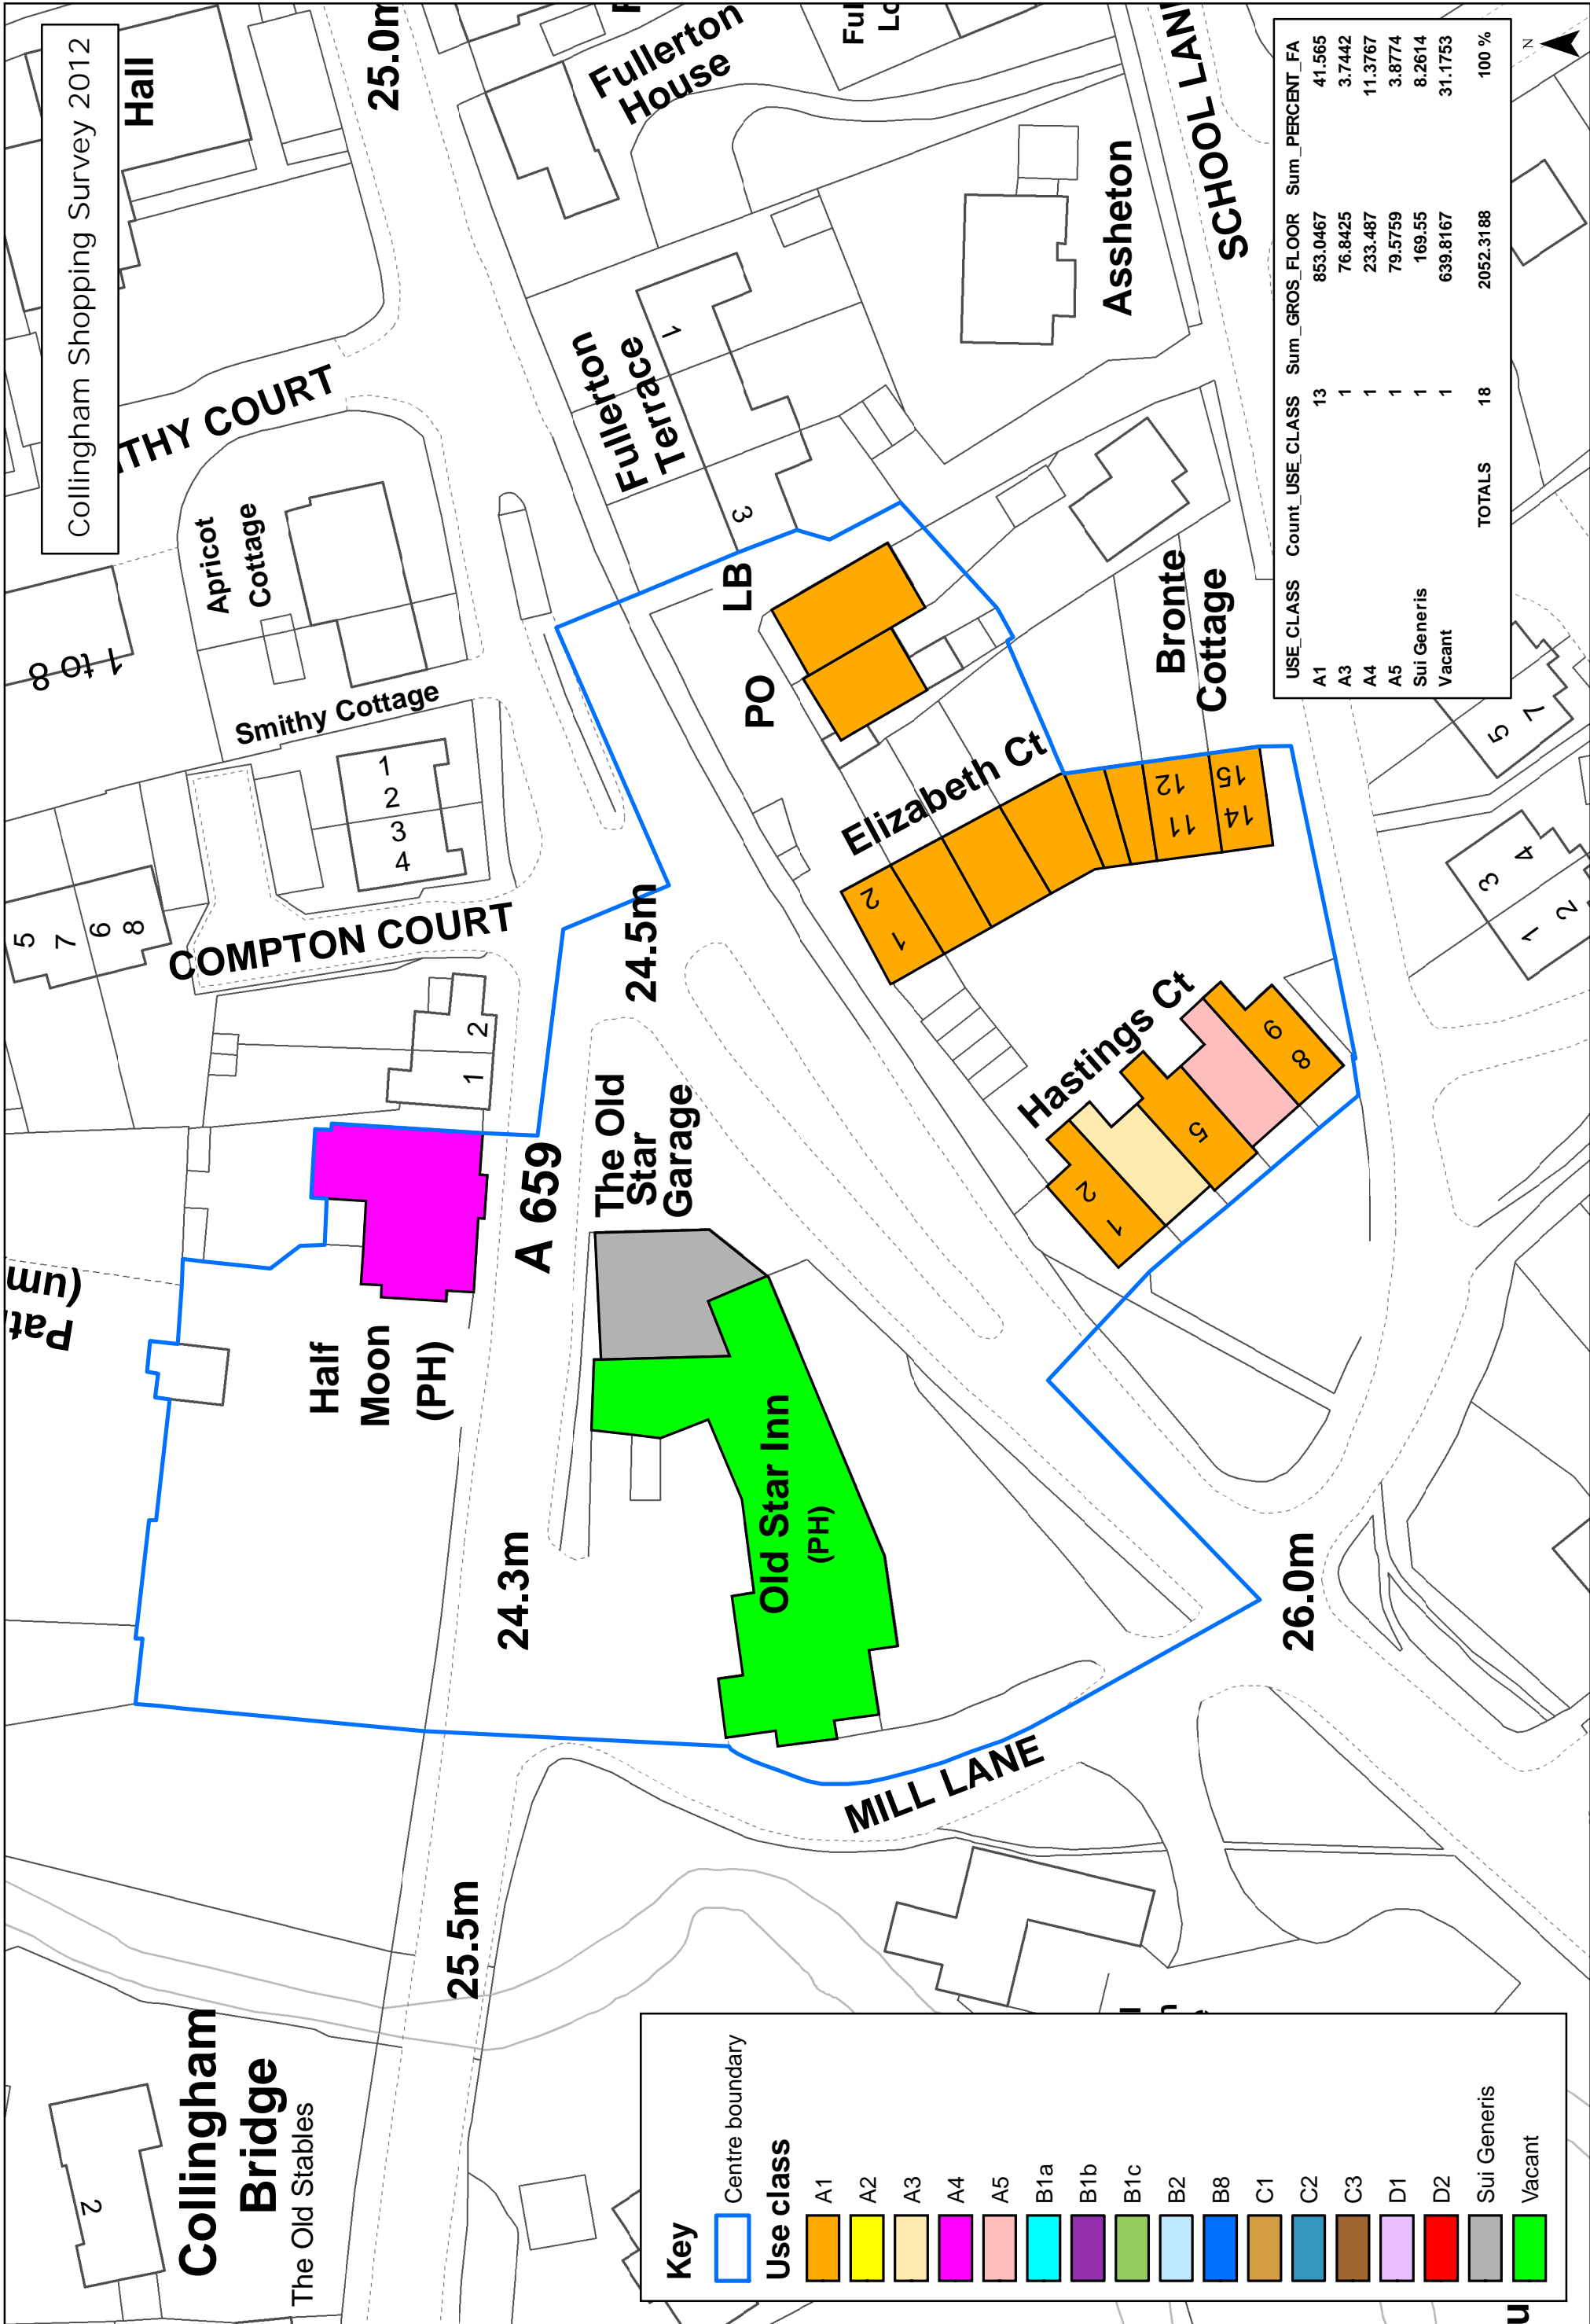 Collingham Shopping Survey 2012
Hall
25.0m
Fullerton
House
THY COURT
Apricot
Cottage
1 to 8
Smithy Cottage
1
2
3
4
5
7
6
8
COMPTON COURT
1
2
Fullerton
Terrace
1
3
LB
PO
Assheton
SCHOOL LAN
Bronte
Cottage
Elizabeth Ct
1
2
11
12
14
15
24.5m
Hastings Ct
1
2
5
8
9
The Old
Star
Garage
A 659
Half
Moon
(PH)
Old Star Inn
(PH)
24.3m
26.0m
MILL LANE
25.5m
Collingham
Bridge
The Old Stables
2
5
7
1
2
3
4
Key
Centre boundary
Use class
A1
A2
A3
A4
A5
B1a
B1b
B1c
B2
B8
C1
C2
C3
D1
D2
Sui Generis
Vacant
USE_CLASS Count_USE_CLASS Sum_GROS_FLOOR Sum_PERCENT_FA
A1 13 853.0467 41.565
A3 1 76.8425 3.7442
A4 1 233.487 11.3767
A5 1 79.5759 3.8774
Sui Generis 1 169.55 8.2614
Vacant 1 639.8167 31.1753
TOTALS 18 2052.3188 100 %
N